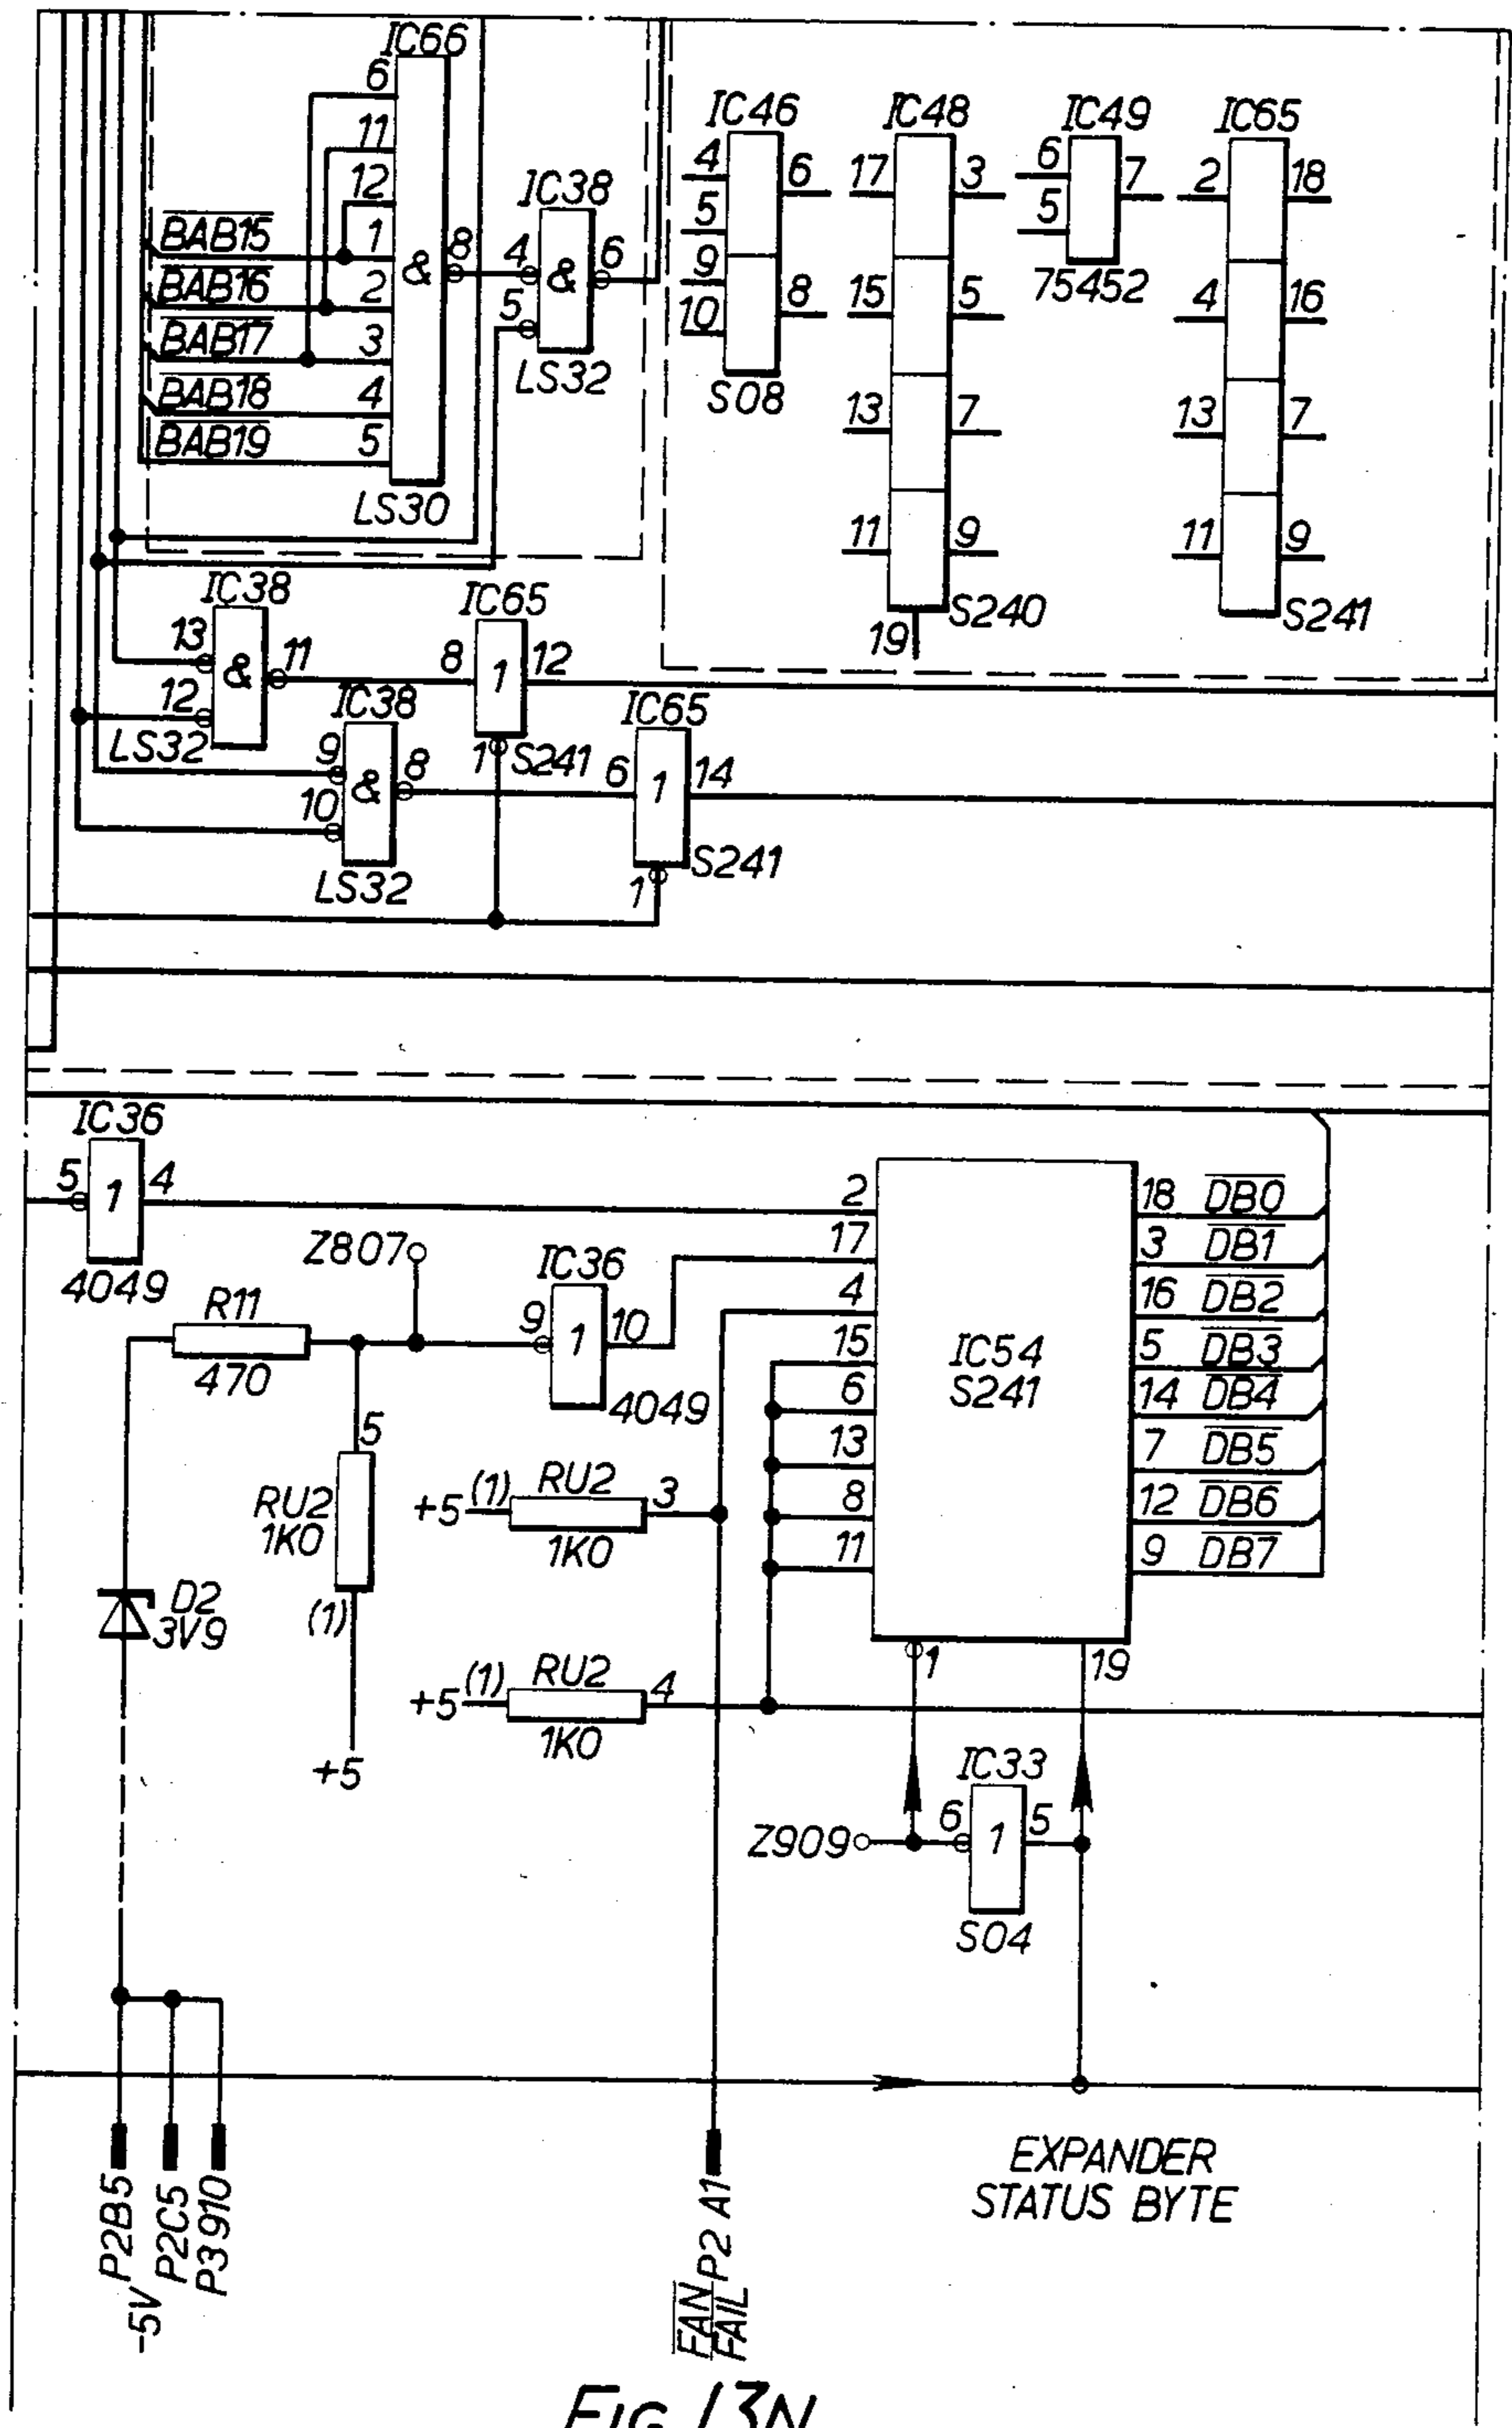 IC66
6
11
12
1
2
3
4
5
&
8
LS30
BAB15
BAB16
BAB17
BAB18
BAB19
IC38
4
5
&
6
LS32
IC46
4
5
9
10
6
8
S08
IC48
17
15
13
11
3
5
7
9
19
S240
IC49
6
5
7
75452
IC65
2
4
13
11
18
16
7
9
S241
IC38
13
12
&
11
LS32
IC65
8
1
12
1
S241
IC38
9
10
&
8
LS32
IC65
6
1
14
1
S241
IC36
5
1
4
4049
Z807
R11
470
IC36
9
1
10
4049
5
RU2
1K0
(1)
+5
+5
(1)
RU2
3
1K0
+5
(1)
RU2
4
1K0
D2
3V9
IC54
S241
2
17
4
15
6
13
8
11
18 DB0
3 DB1
16 DB2
5 DB3
14 DB4
7 DB5
12 DB6
9 DB7
1
19
IC33
6
1
5
Z909
S04
-5V P2B5
P2C5
P3 910
FAN FAIL P2 A1
EXPANDER
STATUS BYTE
FIG. 13N